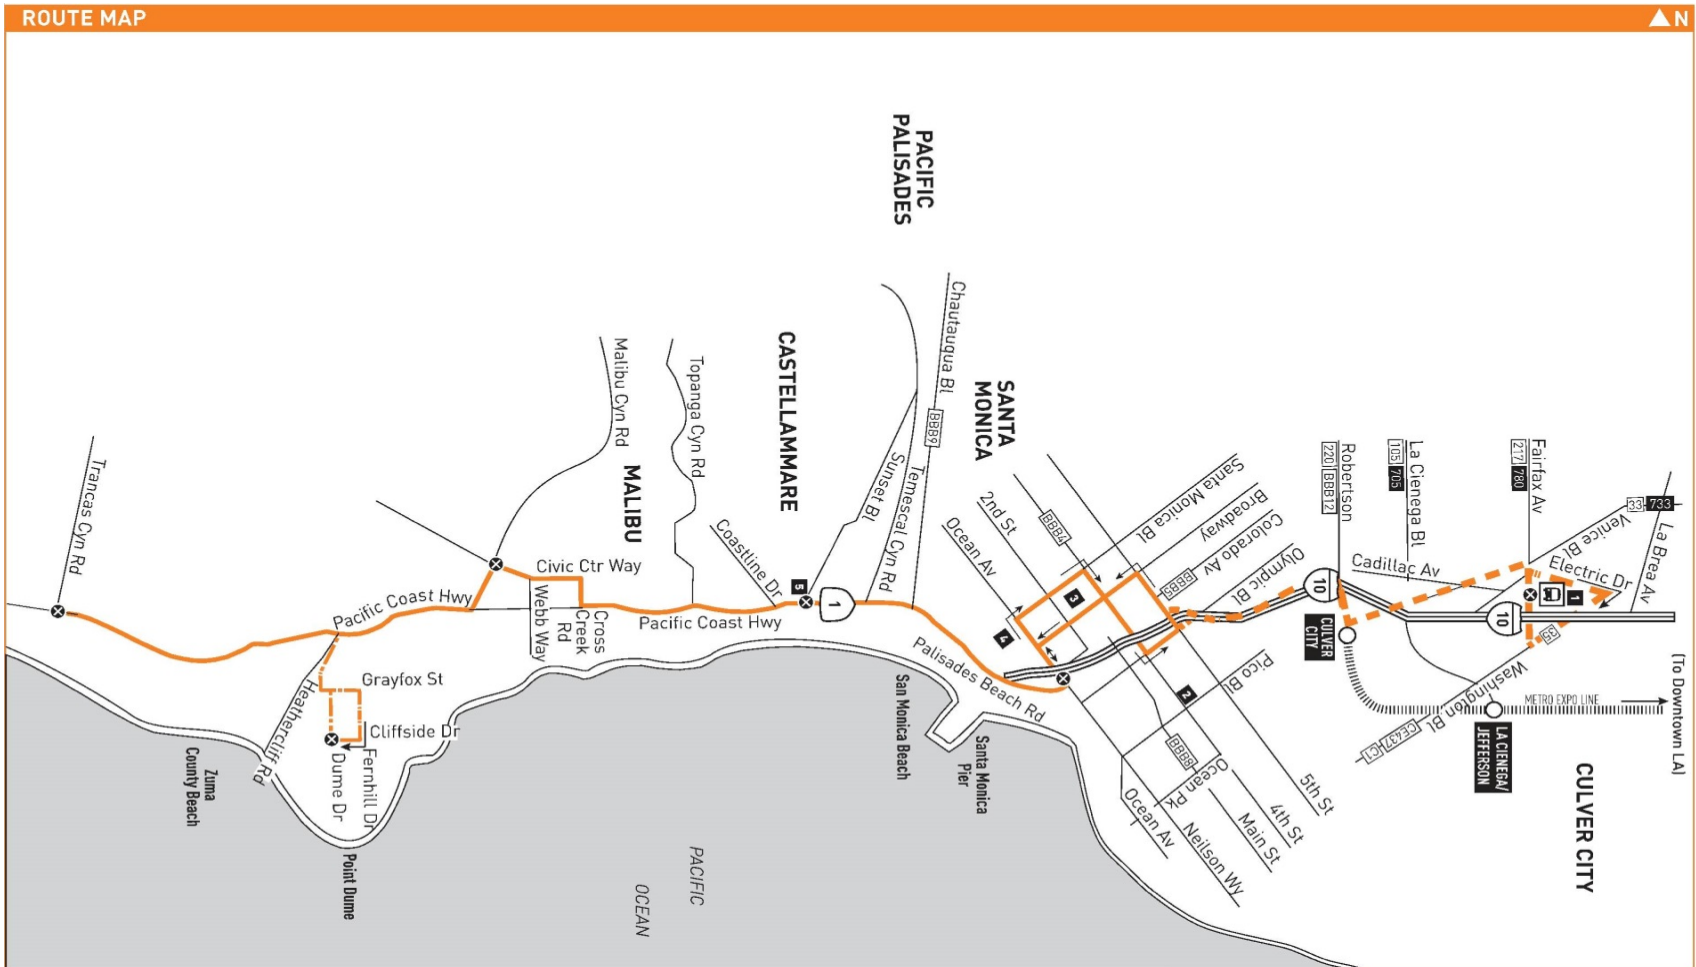 ROUTE MAP
N
PACIFIC
PALISADES
Chautauqua Bl
BBB9
Malibu Cyn Rd
Topanga Cyn Rd
CASTELLAMMARE
SANTA
MONICA
Sunset Bl
Temescal Cyn Rd
Trancas Cyn Rd
MALIBU
Coastline Dr
Ocean Av
2nd St
BBB4
Santa Monica Bl
Broadway
Colorado Av
BBB5
Olympic Bl
Robertson
220 BBB12
La Cienega Bl
105 705
Fairfax Av
217 780
33 733
Venice Bl
La Brea Av
Cadillac Av
Electric Dr
Civic Ctr Way
Webb Way
Cross
Creek
Rd
Pacific Coast Hwy
Pacific Coast Hwy
5
1
3
4
10
10
1
35
CULVER
CITY
Palisades Beach Rd
Pico Bl
2
Washington Bl
METRO EXPO LINE
(To Downtown LA)
CE437 C1
LA CIENEGA/
JEFFERSON
Grayfox St
Cliffside Dr
Heathercliff Rd
Fernhill Dr
Dume Dr
San Monica Beach
Santa Monica
Pier
BBB8
Ocean Pk
Ocean Av
Neilson Wy
Main St
4th St
5th St
CULVER CITY
Zuma
County Beach
Point Dume
PACIFIC
OCEAN